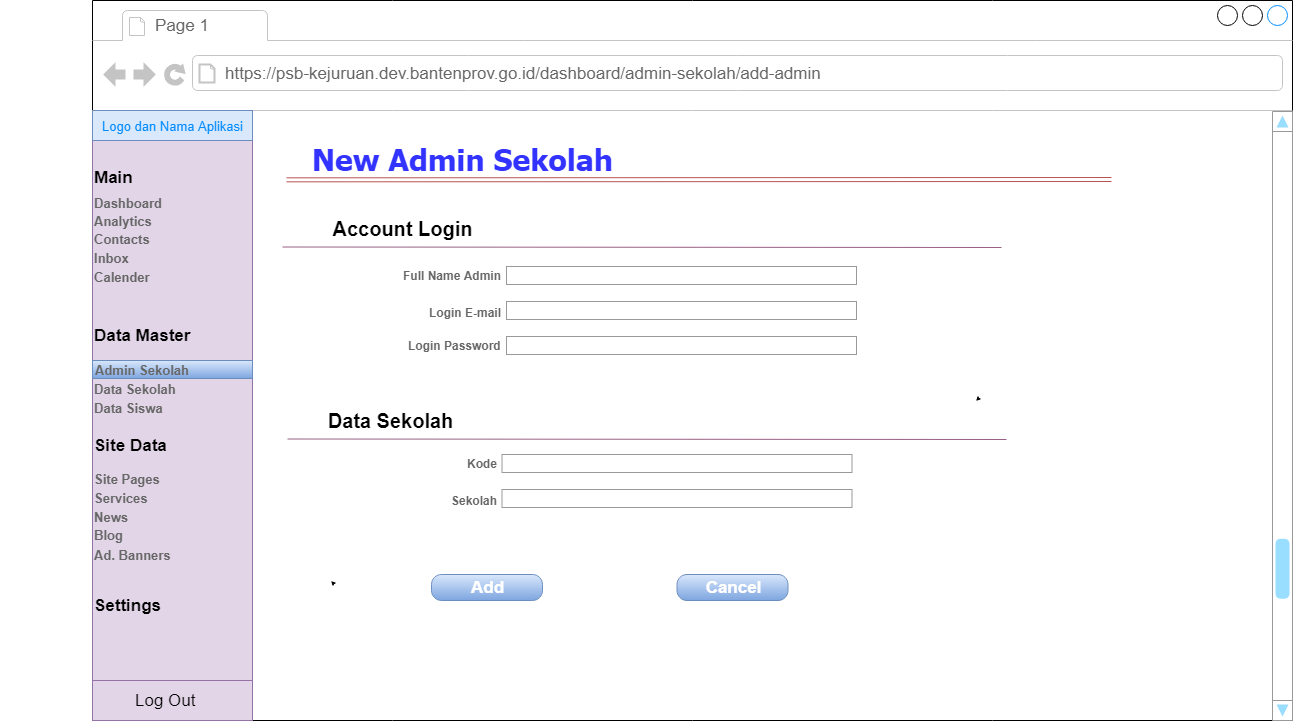 Page 1
https://psb-kejuruan.dev.bantenprov.go.id/dashboard/admin-sekolah/add-admin
Logo dan Nama Aplikasi
Main
Dashboard
Analytics
Contacts
Inbox
Calender
Data Master
Admin Sekolah
Data Sekolah
Data Siswa
Site Data
Site Pages
Services
News
Blog
Ad. Banners
Settings
Log Out
New Admin Sekolah
Account Login
Full Name Admin
Login E-mail
Login Password
Data Sekolah
Kode
Sekolah
Add Cancel